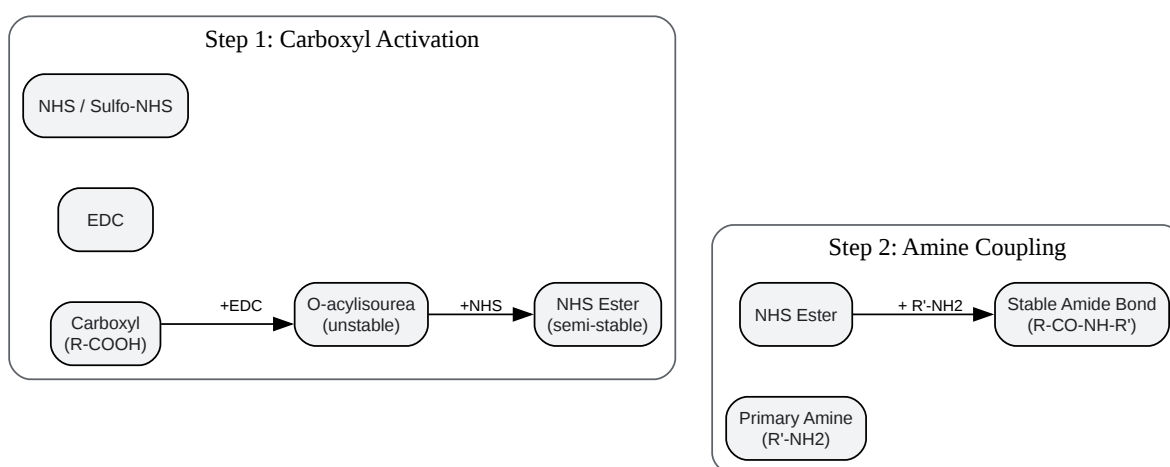 Step 1: Carboxyl Activation
NHS / Sulfo-NHS
EDC
Carboxyl
(R-COOH)
+EDC
O-acylisourea
(unstable)
+NHS
NHS Ester
(semi-stable)
Step 2: Amine Coupling
NHS Ester
+ R'-NH2
Stable Amide Bond
(R-CO-NH-R')
Primary Amine
(R'-NH2)